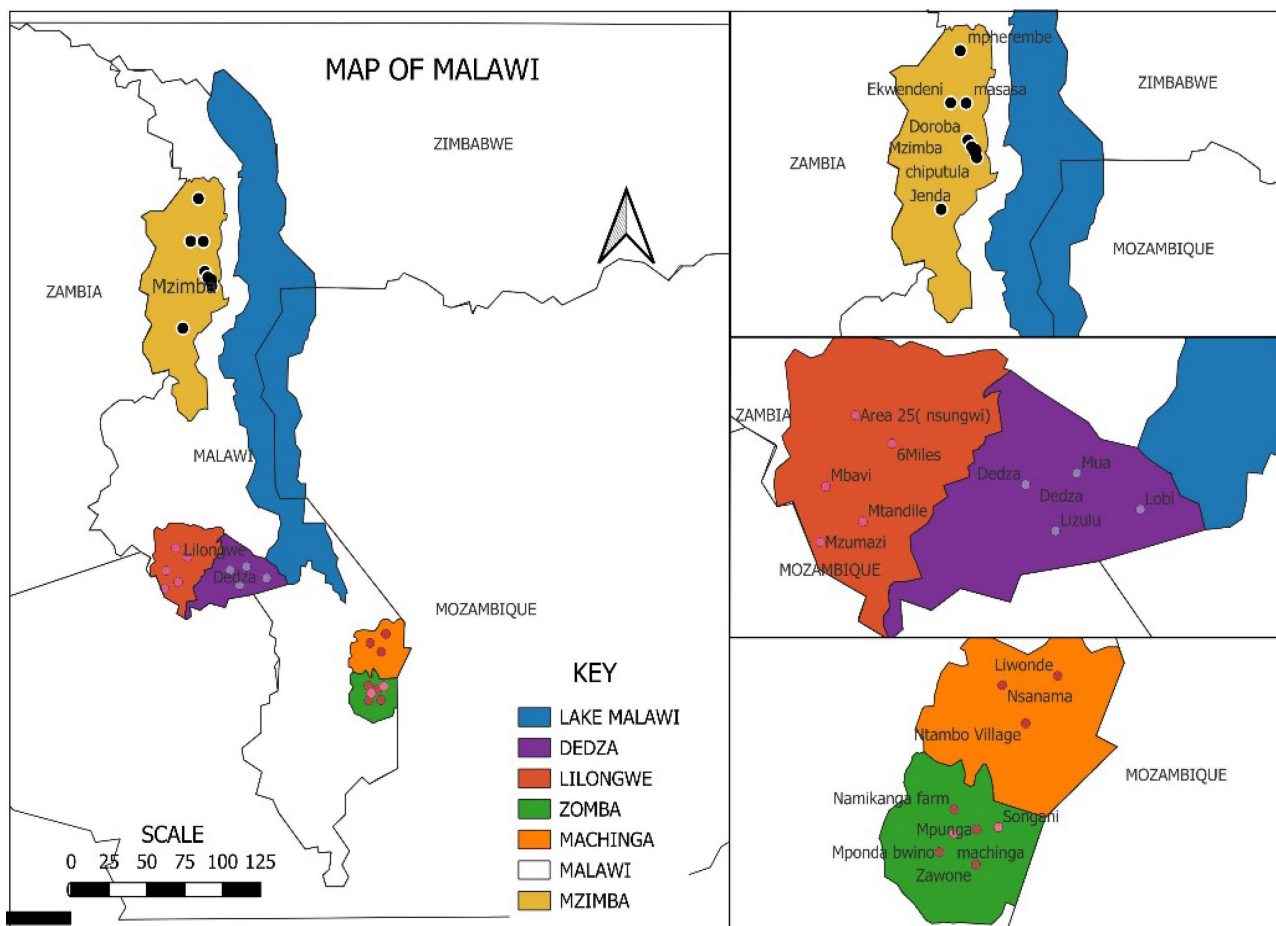 MAP OF MALAWI
ZIMBABWE
ZAMBIA
Mzimba
MALAWI
Lilongwe
Dedza
MOZAMBIQUE
KEY
LAKE MALAWI
DEDZA
LILONGWE
ZOMBA
MACHINGA
MALAWI
MZIMBA
SCALE
0 25 50 75 100 125
mpherembe
Ekwendeni masasa
ZIMBABWE
Doroba
Mzimba
ZAMBIA
chiputula
Jenda
MOZAMBIQUE
ZAMBIA
Area 25( nsungwi)
6Miles
Mbavi
Mtandile
Mzumazi
MOZAMBIQUE
Mua
Dedza
Dedza
Lobi
Lizulu
Liwonde
Nsanama
Ntambo Village
MOZAMBIQUE
Namikanga farm
Songani
Mpunga
Mponda bwino machinga
Zawone